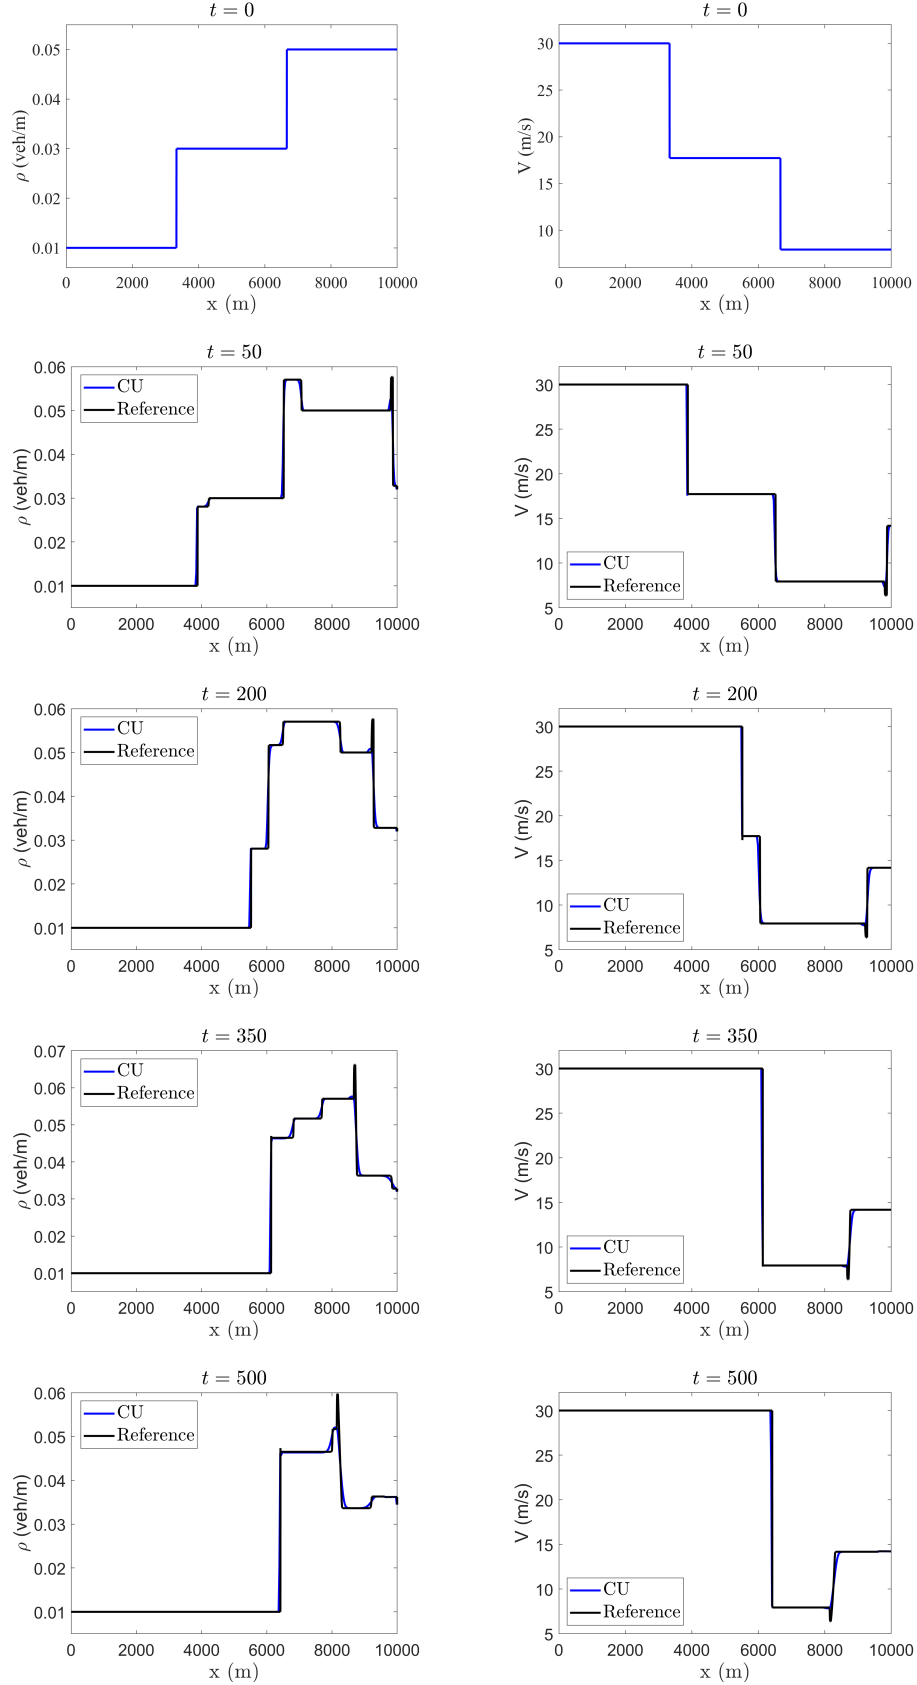 t = 0
0.05
0.04
0.03
0.02
0.01
ρ (veh/m)
0 2000 4000 6000 8000 10000
x (m)
t = 0
30
25
20
15
10
V (m/s)
0 2000 4000 6000 8000 10000
x (m)
t = 50
0.06
0.05
0.04
0.03
0.02
0.01
ρ (veh/m)
CU
Reference
0 2000 4000 6000 8000 10000
x (m)
t = 50
30
25
20
15
10
5
V (m/s)
CU
Reference
0 2000 4000 6000 8000 10000
x (m)
t = 200
0.06
0.05
0.04
0.03
0.02
0.01
ρ (veh/m)
CU
Reference
0 2000 4000 6000 8000 10000
x (m)
t = 200
30
25
20
15
10
5
V (m/s)
CU
Reference
0 2000 4000 6000 8000 10000
x (m)
t = 350
0.07
0.06
0.05
0.04
0.03
0.02
0.01
ρ (veh/m)
CU
Reference
0 2000 4000 6000 8000 10000
x (m)
t = 350
30
25
20
15
10
5
V (m/s)
CU
Reference
0 2000 4000 6000 8000 10000
x (m)
t = 500
0.06
0.05
0.04
0.03
0.02
0.01
ρ (veh/m)
CU
Reference
0 2000 4000 6000 8000 10000
x (m)
t = 500
30
25
20
15
10
5
V (m/s)
CU
Reference
0 2000 4000 6000 8000 10000
x (m)